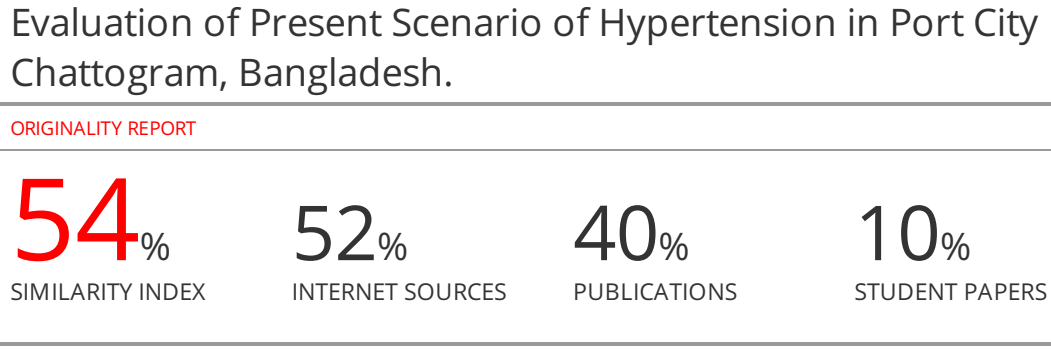 Evaluation of Present Scenario of Hypertension in Port City
Chattogram, Bangladesh.
ORIGINALITY REPORT
54% 52% 40% 10%
SIMILARITY INDEX INTERNET SOURCES PUBLICATIONS STUDENT PAPERS